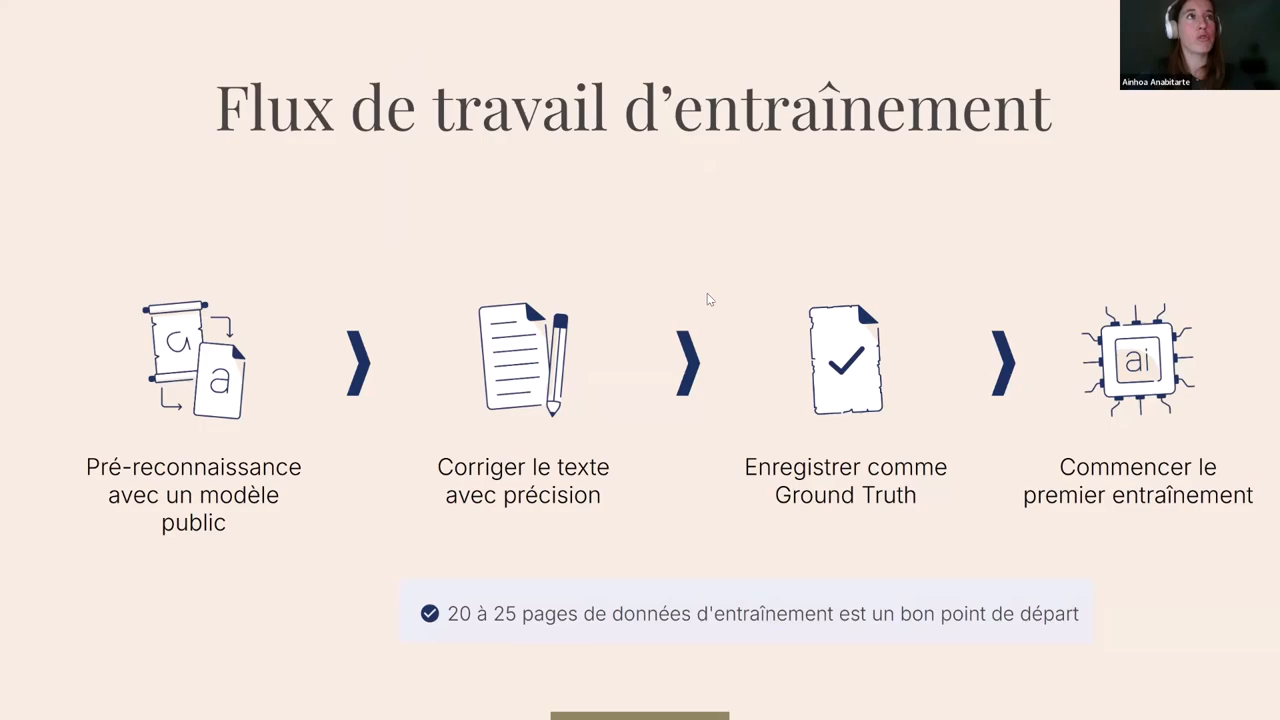 Ainhoa Anabitarte
Flux de travail d’entraînement
a
a
ai
Pré-reconnaissance
avec un modèle
public
Corriger le texte
avec précision
Enregistrer comme
Ground Truth
Commencer le
premier entraînement
20 à 25 pages de données d'entraînement est un bon point de départ